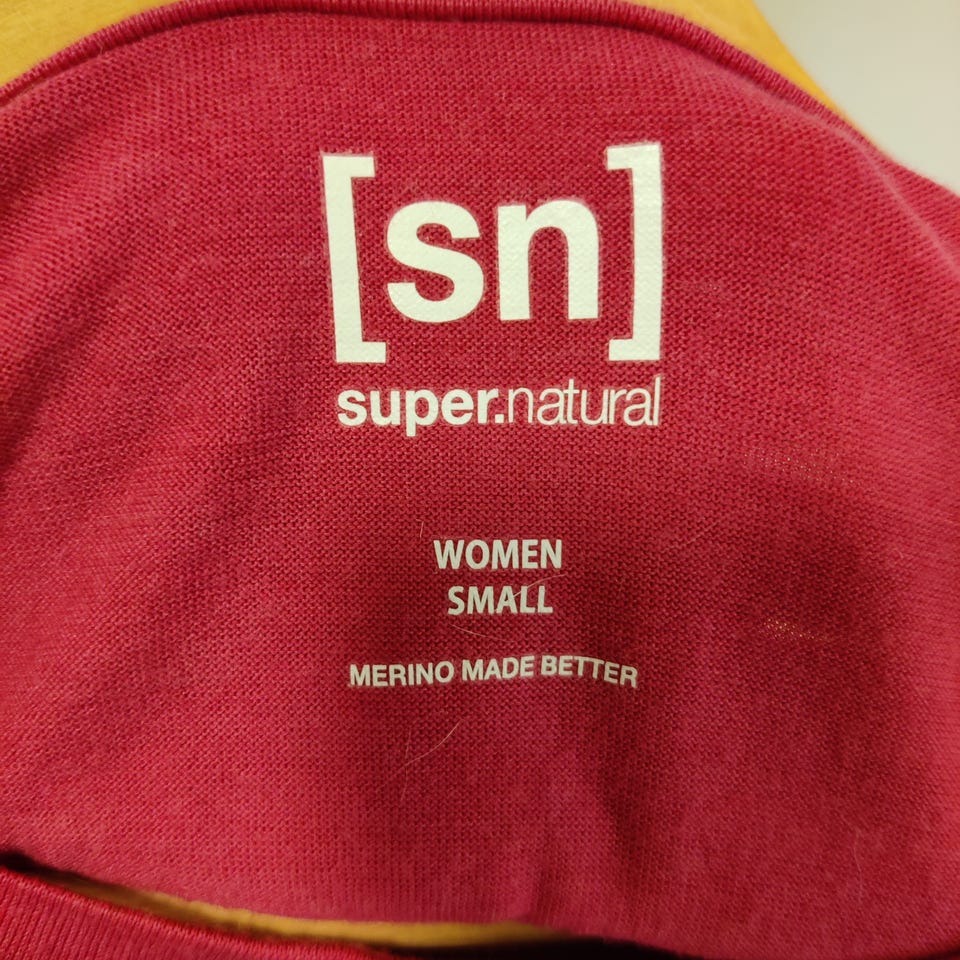 [sn]
super.natural
WOMEN
SMALL
MERINO MADE BETTER